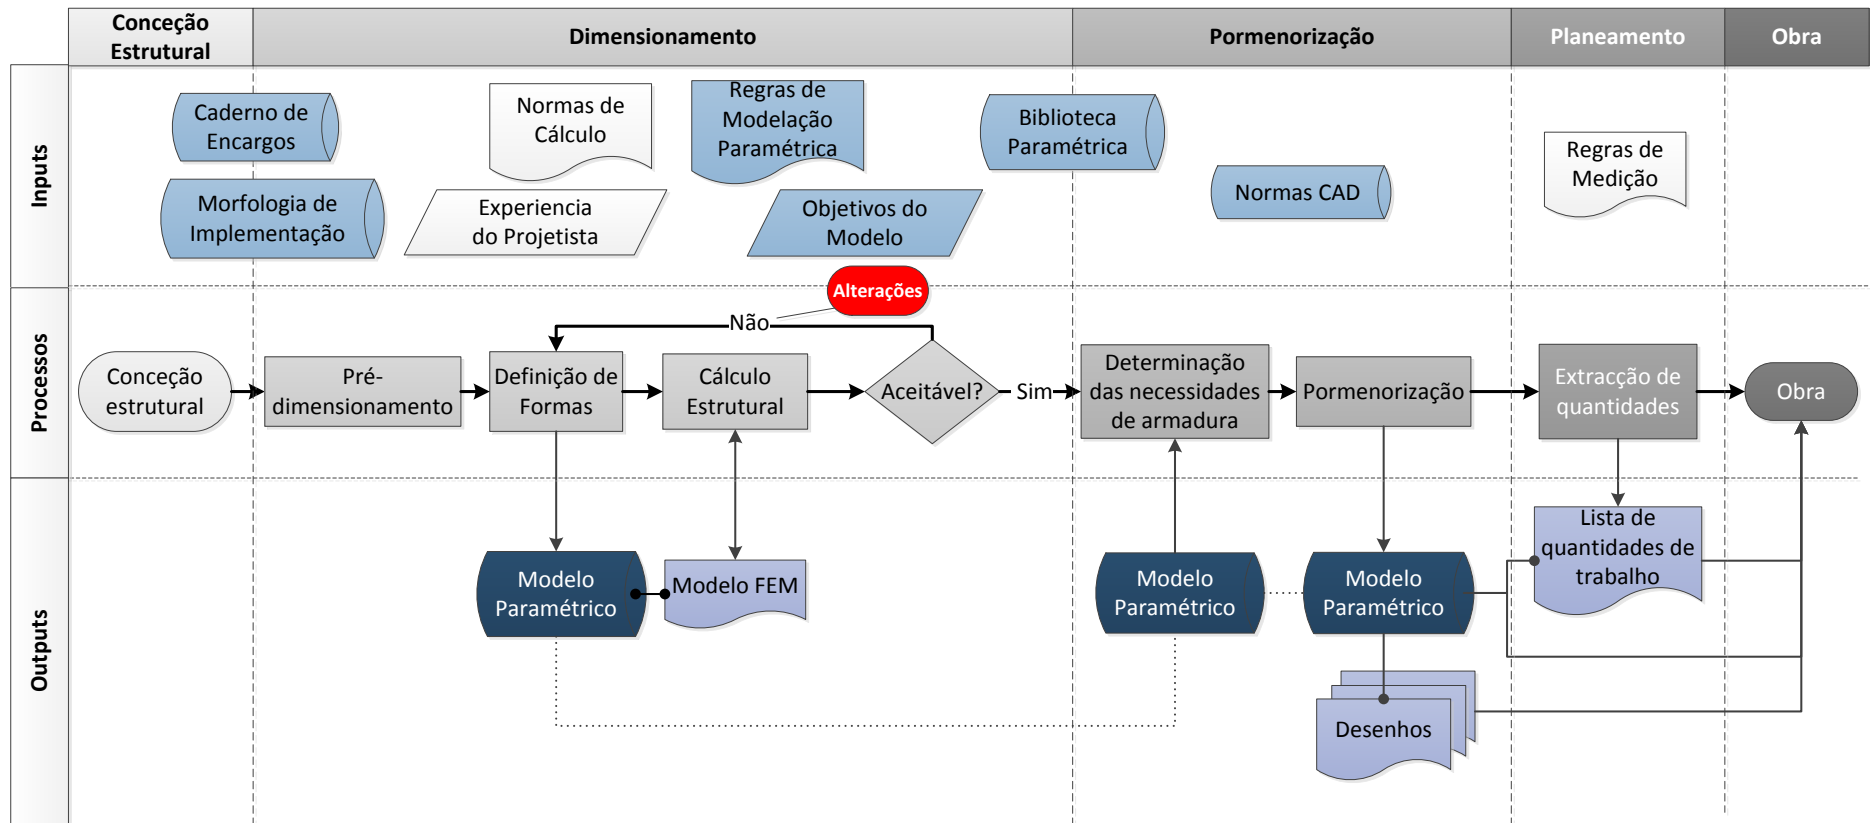 Conceção
Estrutural
Dimensionamento
Pormenorização
Planeamento
Obra
Inputs
Caderno de
Encargos
Morfologia de
Implementação
Normas de
Cálculo
Experiencia
do Projetista
Regras de
Modelação
Paramétrica
Objetivos do
Modelo
Biblioteca
Paramétrica
Normas CAD
Regras de
Medição
Processos
Alterações
Não
Conceção
estrutural
Pré-
dimensionamento
Definição de
Formas
Cálculo
Estrutural
Aceitável?
Sim
Determinação
das necessidades
de armadura
Pormenorização
Extracção de
quantidades
Obra
Outputs
Modelo
Paramétrico
Modelo FEM
Modelo
Paramétrico
Modelo
Paramétrico
Lista de
quantidades de
trabalho
Desenhos